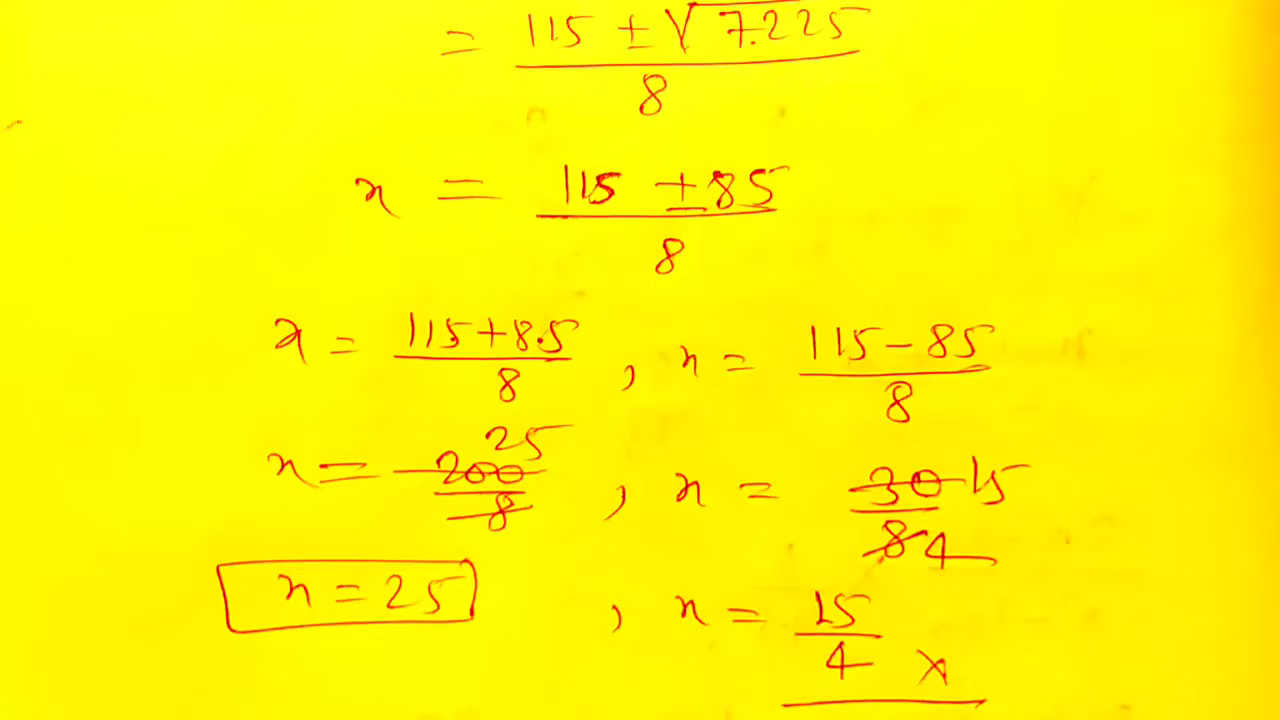 = 115 ± √7225 / 8
x = 115 ± 85 / 8
x = 115+85 / 8 , x = 115-85 / 8
x = 200 / 8 25 , x = 30 / 8 15 4
x = 25 , x = 15 / 4 ×